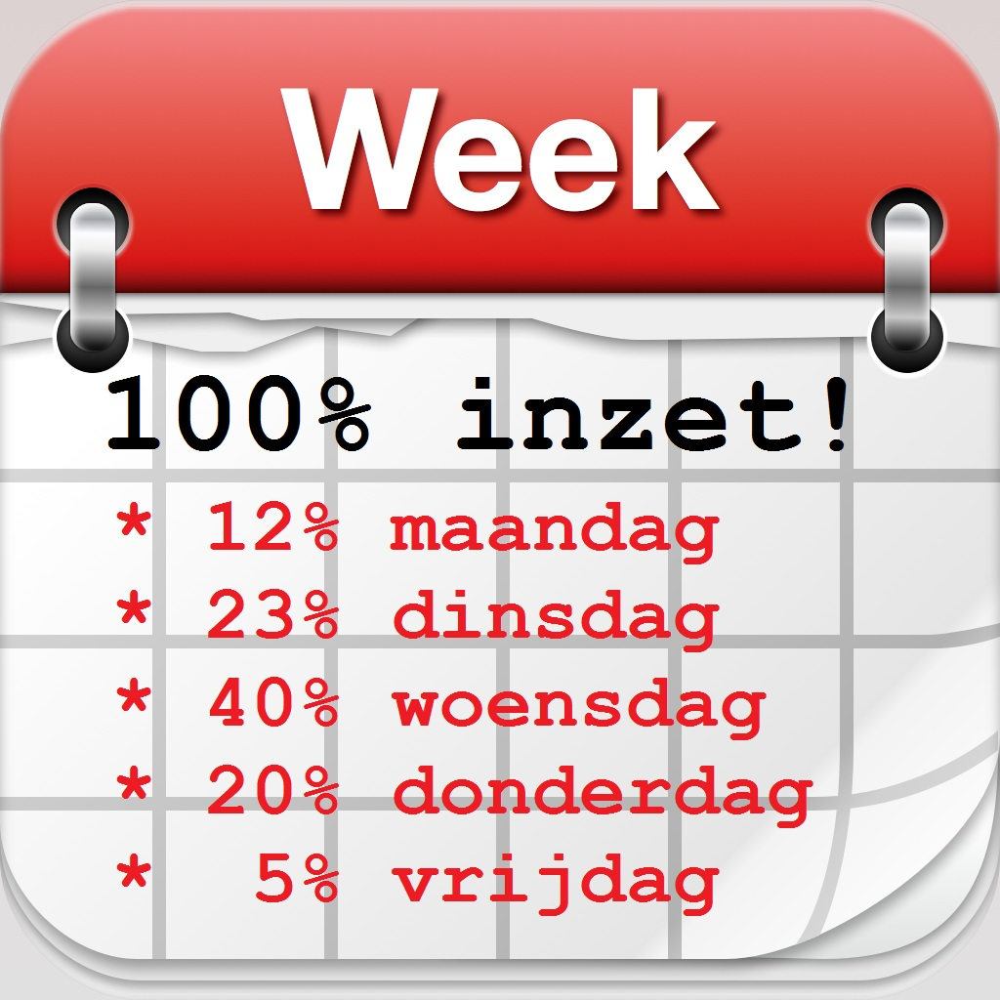 Week
100% inzet!
* 12% maandag
* 23% dinsdag
* 40% woensdag
* 20% donderdag
* 5% vrijdag